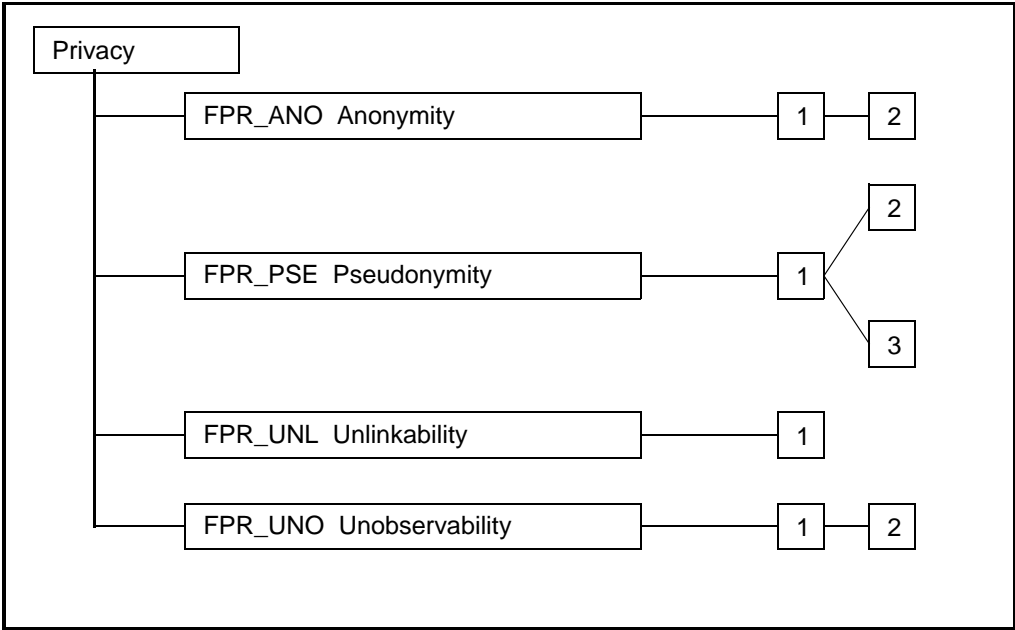 Privacy
FPR_ANO Anonymity 1 2
2
FPR_PSE Pseudonymity 1
3
FPR_UNL Unlinkability 1
FPR_UNO Unobservability 1 2